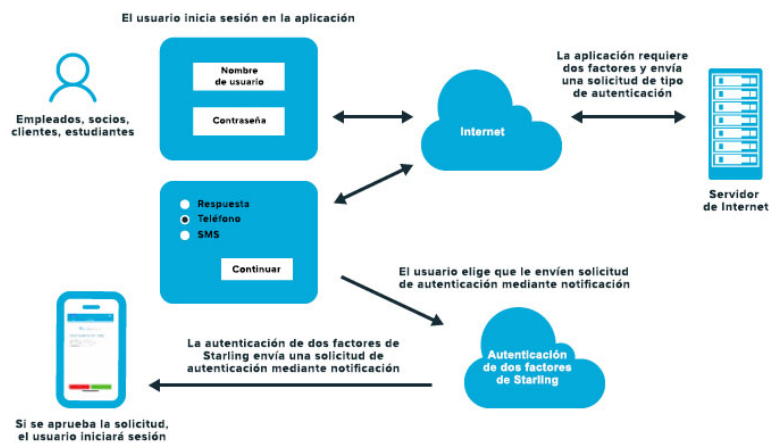 El usuario inicia sesión en la aplicación
Nombre
de usuario
Contraseña
Empleados, socios,
clientes, estudiantes
Internet
La aplicación requiere
dos factores y envía
una solicitud de tipo
de autenticación
Servidor
de Internet
Respuesta
Teléfono
SMS
Continuar
El usuario elige que le envíen solicitud
de autenticación mediante notificación
La autenticación de dos factores de
Starling envía una solicitud de
autenticación mediante notificación
Autenticación
de dos factores
de Starling
Si se aprueba la solicitud,
el usuario iniciará sesión